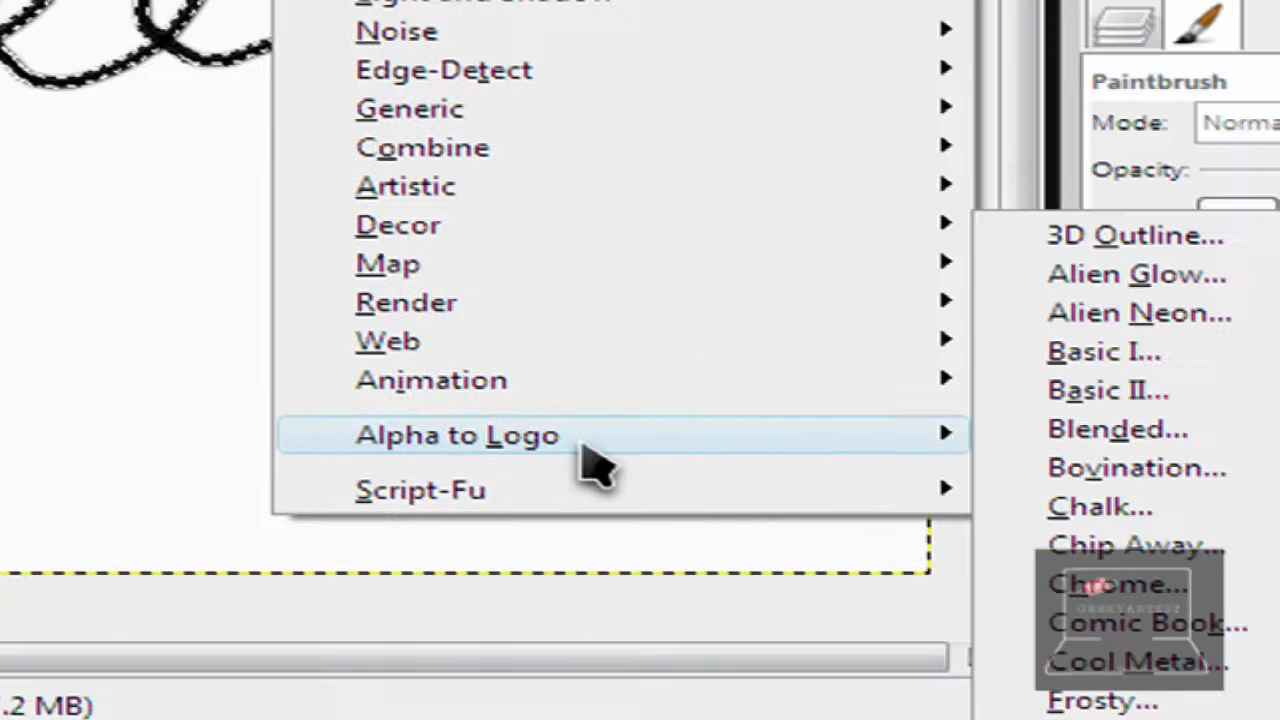 Noise
Edge-Detect
Generic
Combine
Artistic
Decor
Map
Render
Web
Animation
Alpha to Logo
Script-Fu
Paintbrush
Mode:
Opacity:
3D Outline...
Alien Glow...
Alien Neon...
Basic I...
Basic II...
Blended...
Bovination...
Chalk...
Chip Away...
Chrome...
Comic Book...
Cool Metal...
Frosty...
.2 MB)